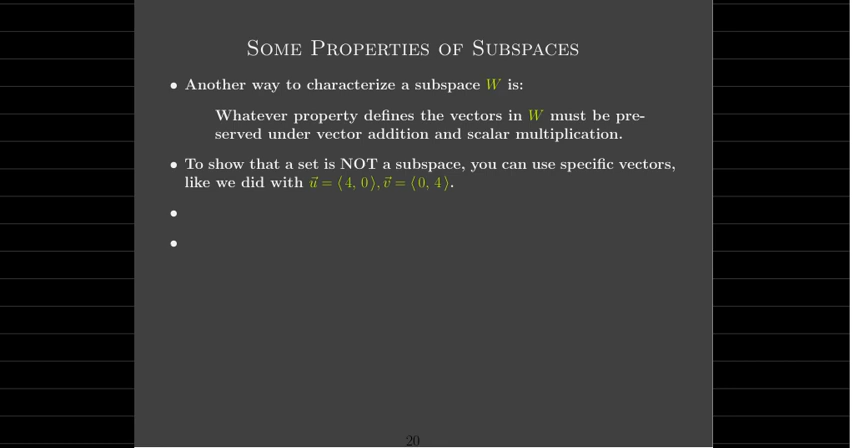 Some Properties of Subspaces
• Another way to characterize a subspace W is:
Whatever property defines the vectors in W must be pre-
served under vector addition and scalar multiplication.
• To show that a set is NOT a subspace, you can use specific vectors,
like we did with u⃗ = ⟨4, 0⟩, v⃗ = ⟨0, 4⟩.
•
•
20